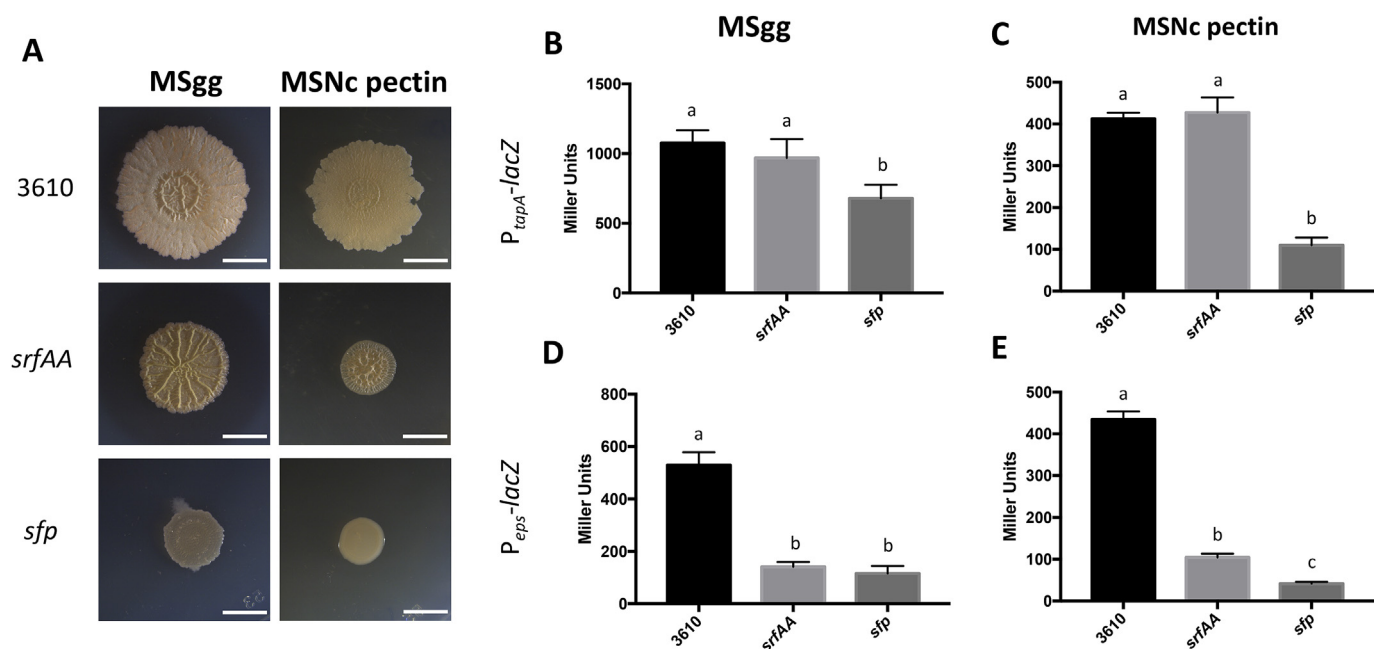 A
MSgg MSNc pectin
3610
srfAA
sfp
MSgg
B
P tapA-lacZ
Miller Units
1500
1000
500
0
a
a
b
3610
srfAA
sfp
MSNc pectin
C
Miller Units
500
400
300
200
100
0
a
a
b
3610
srfAA
sfp
D
P eps-lacZ
Miller Units
800
600
400
200
0
a
b
b
3610
srfAA
sfp
E
Miller Units
500
400
300
200
100
0
a
b
c
3610
srfAA
sfp